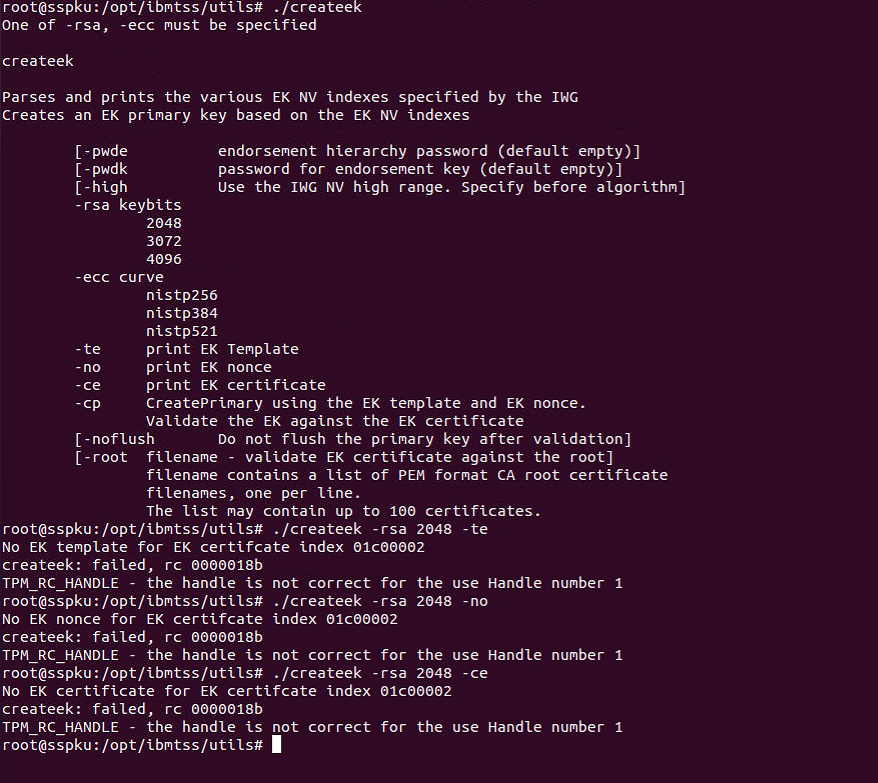 root@sspku:/opt/ibmtss/utils# ./createek
One of -rsa, -ecc must be specified
createek
Parses and prints the various EK NV indexes specified by the IWG
Creates an EK primary key based on the EK NV indexes
[-pwde endorsement hierarchy password (default empty)]
[-pwdk password for endorsement key (default empty)]
[-high Use the IWG NV high range. Specify before algorithm]
-rsa keybits
2048
3072
4096
-ecc curve
nistp256
nistp384
nistp521
-te print EK Template
-no print EK nonce
-ce print EK certificate
-cp CreatePrimary using the EK template and EK nonce.
Validate the EK against the EK certificate
[-noflush Do not flush the primary key after validation]
[-root filename - validate EK certificate against the root]
filename contains a list of PEM format CA root certificate
filenames, one per line.
The list may contain up to 100 certificates.
root@sspku:/opt/ibmtss/utils# ./createek -rsa 2048 -te
No EK template for EK certifcate index 01c00002
createek: failed, rc 0000018b
TPM_RC_HANDLE - the handle is not correct for the use Handle number 1
root@sspku:/opt/ibmtss/utils# ./createek -rsa 2048 -no
No EK nonce for EK certifcate index 01c00002
createek: failed, rc 0000018b
TPM_RC_HANDLE - the handle is not correct for the use Handle number 1
root@sspku:/opt/ibmtss/utils# ./createek -rsa 2048 -ce
No EK certificate for EK certifcate index 01c00002
createek: failed, rc 0000018b
TPM_RC_HANDLE - the handle is not correct for the use Handle number 1
root@sspku:/opt/ibmtss/utils#